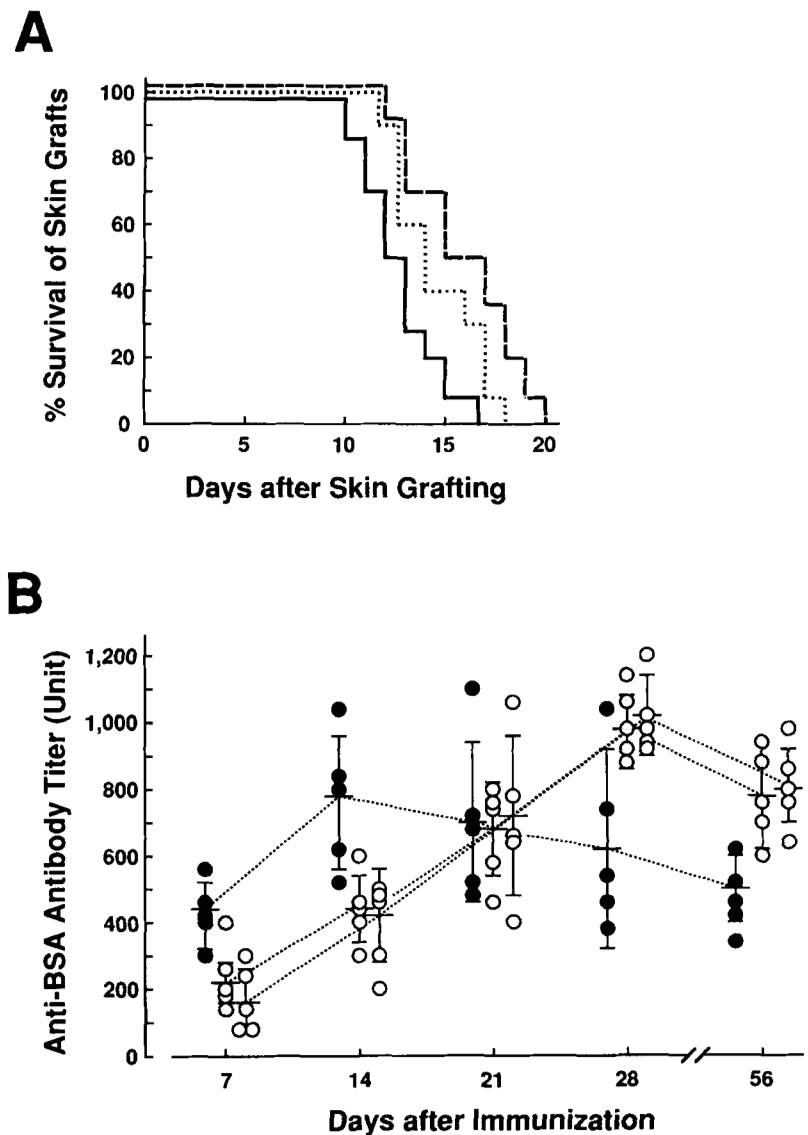 A
% Survival of Skin Grafts
100
80
60
40
20
0
0 5 10 15 20
Days after Skin Grafting
B
Anti-BSA Antibody Titer (Unit)
1,200
1,000
800
600
400
200
0
7 14 21 28 56
Days after Immunization